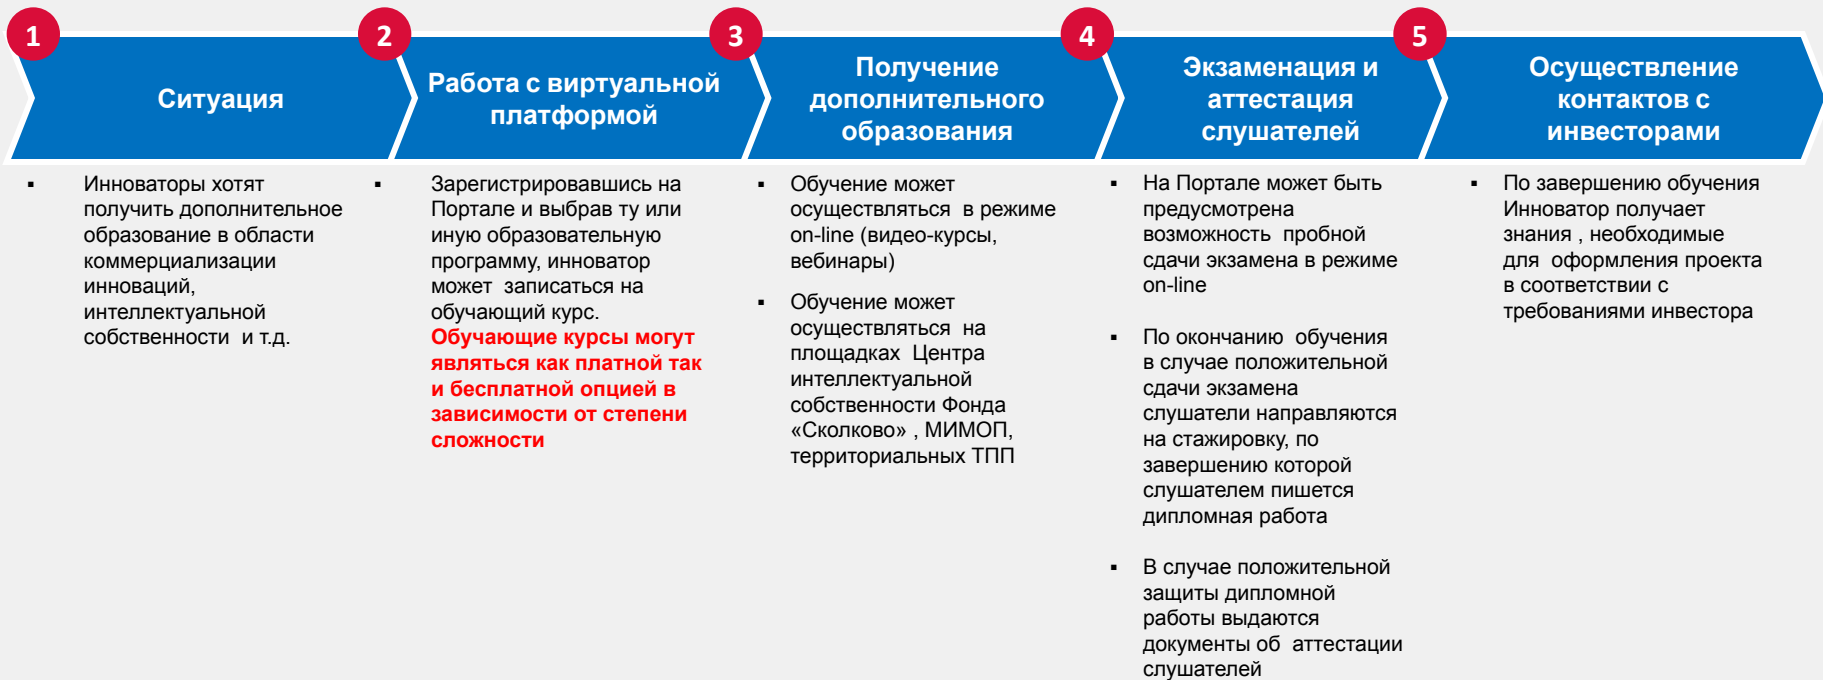 1
Ситуация
▪ Инноваторы хотят
получить дополнительное
образование в области
коммерциализации
инноваций,
интеллектуальной
собственности  и т.д.
2
Работа с виртуальной
платформой
▪ Зарегистрировавшись на
Портале и выбрав ту или
иную образовательную
программу, инноватор
может  записаться на
обучающий курс.
Обучающие курсы могут
являться как платной так
и бесплатной опцией в
зависимости от степени
сложности
3
Получение
дополнительного
образования
▪ Обучение может
осуществляться  в режиме
on-line (видео-курсы,
вебинары)
▪ Обучение может
осуществляться  на
площадках  Центра
интеллектуальной
собственности Фонда
«Сколково» , МИМОП,
территориальных ТПП
4
Экзаменация и
аттестация
слушателей
▪ На Портале может быть
предусмотрена
возможность  пробной
сдачи экзамена в режиме
on-line
▪ По окончанию  обучения
в случае положительной
сдачи экзамена
слушатели направляются
на стажировку, по
завершению которой
слушателем пишется
дипломная работа
▪ В случае положительной
защиты дипломной
работы выдаются
документы об  аттестации
слушателей
5
Осуществление
контактов с
инвесторами
▪ По завершению обучения
Инноватор получает
знания , необходимые
для  оформления проекта
в соответствии с
требованиями инвестора